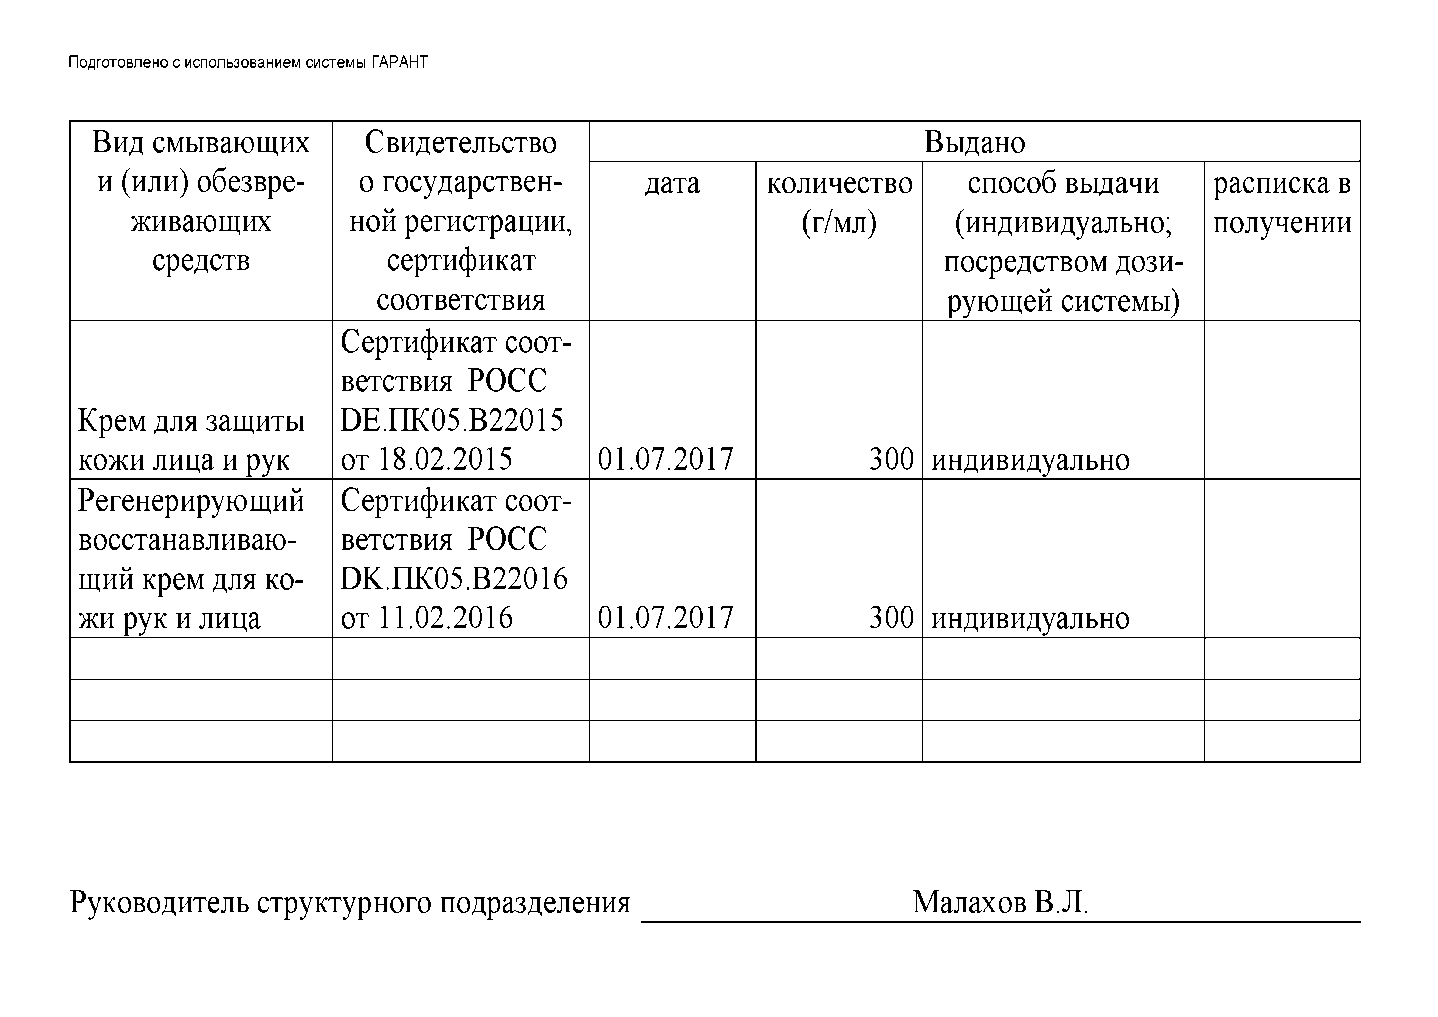 Подготовлено с использованием системы ГАРАНТ
Вид смывающих
и (или) обезвре-
живающих
средств
Свидетельство
о государствен-
ной регистрации,
сертификат
соответствия
Выдано
дата
количество
(г/мл)
способ выдачи
(индивидуально;
посредством дози-
рующей системы)
расписка в
получении
Крем для защиты
кожи лица и рук
Сертификат соот-
ветствия РОСС
DE.ПК05.В22015
от 18.02.2015
01.07.2017
300
индивидуально
Регенерирующий
восстанавливаю-
щий крем для ко-
жи рук и лица
Сертификат соот-
ветствия РОСС
DK.ПК05.В22016
от 11.02.2016
01.07.2017
300
индивидуально
Руководитель структурного подразделения Малахов В.Л.